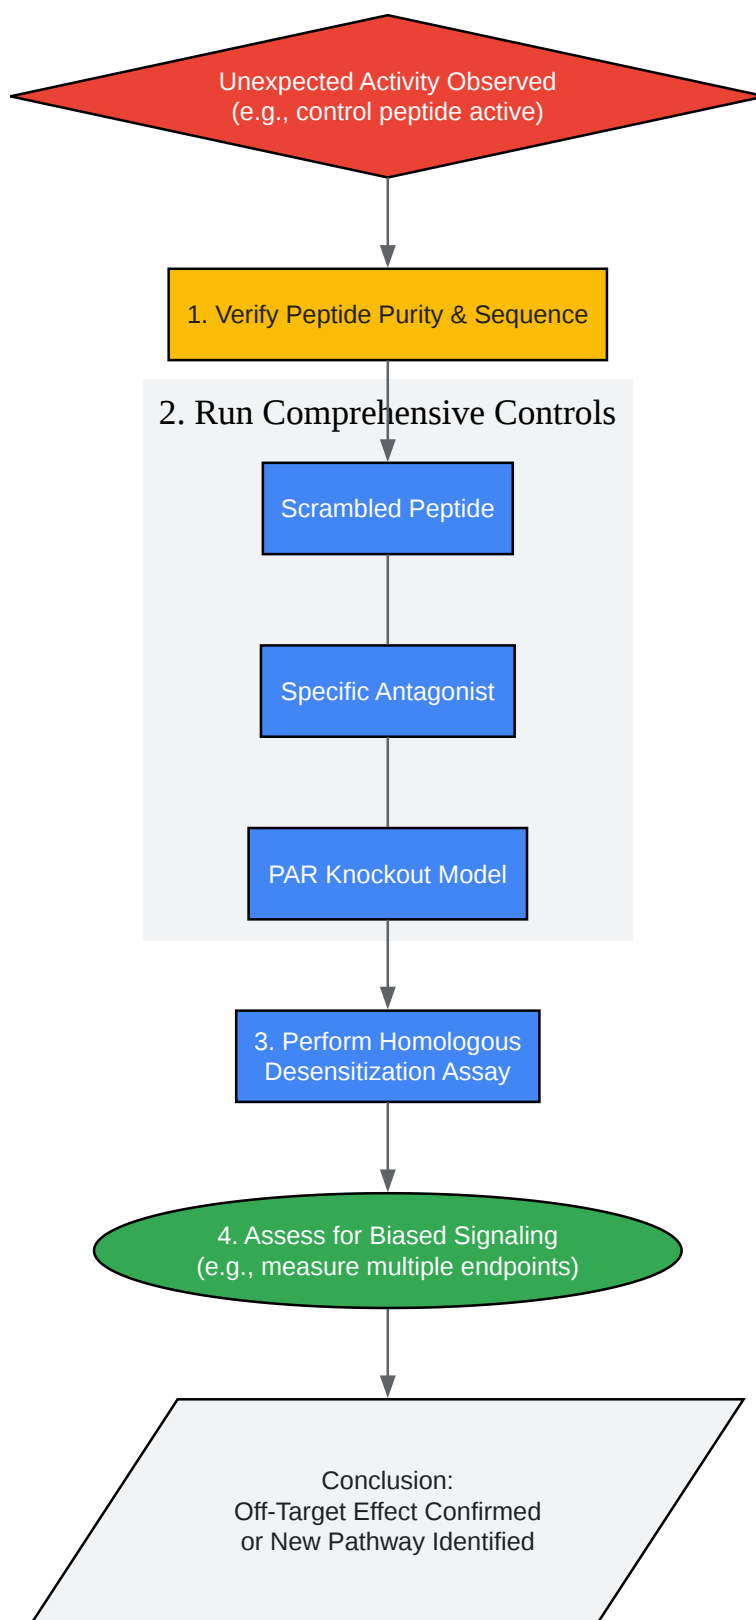 Unexpected Activity Observed
(e.g., control peptide active)
1. Verify Peptide Purity & Sequence
2. Run Comprehensive Controls
Scrambled Peptide
Specific Antagonist
PAR Knockout Model
3. Perform Homologous
Desensitization Assay
4. Assess for Biased Signaling
(e.g., measure multiple endpoints)
Conclusion:
Off-Target Effect Confirmed
or New Pathway Identified